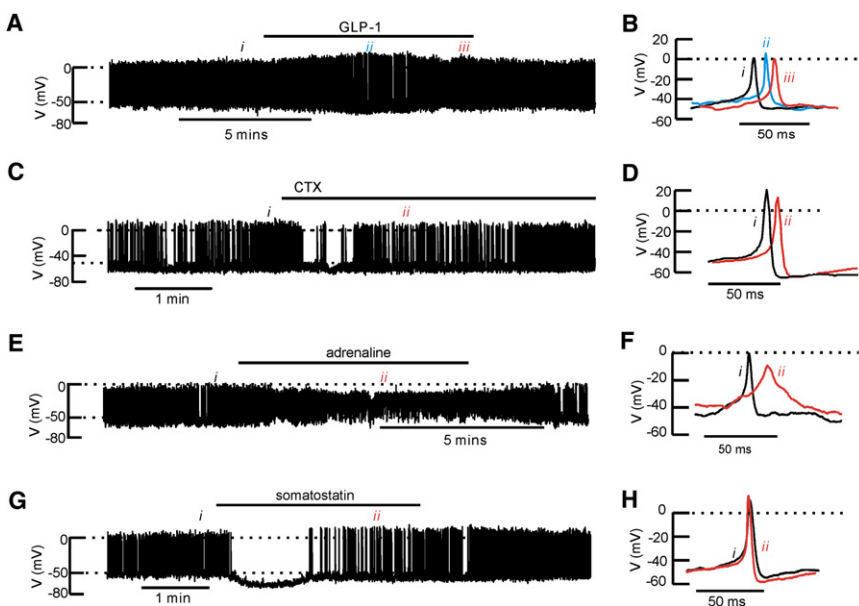 A
GLP-1
i ii iii
V (mV)
0
-50
-80
5 mins
B
V (mV)
20
0
-20
-40
-60
i ii iii
50 ms
C
CTX
i ii
V (mV)
0
-40
-80
1 min
D
V (mV)
20
0
-20
-40
-60
i ii
50 ms
E
adrenaline
i ii
V (mV)
0
-50
-80
5 mins
F
V (mV)
0
-20
-40
-60
i ii
50 ms
G
somatostatin
i ii
V (mV)
0
-50
-80
1 min
H
V (mV)
0
-20
-40
-60
i ii
50 ms